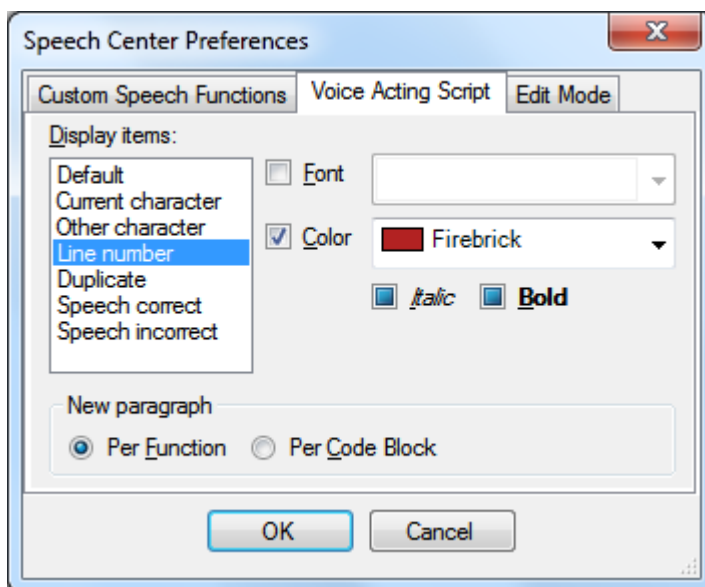 Speech Center Preferences
Custom Speech Functions Voice Acting Script Edit Mode
Display items:
Default
Current character
Other character
Line number
Duplicate
Speech correct
Speech incorrect
Font
Color Firebrick
Italic Bold
New paragraph
Per Function Per Code Block
OK Cancel